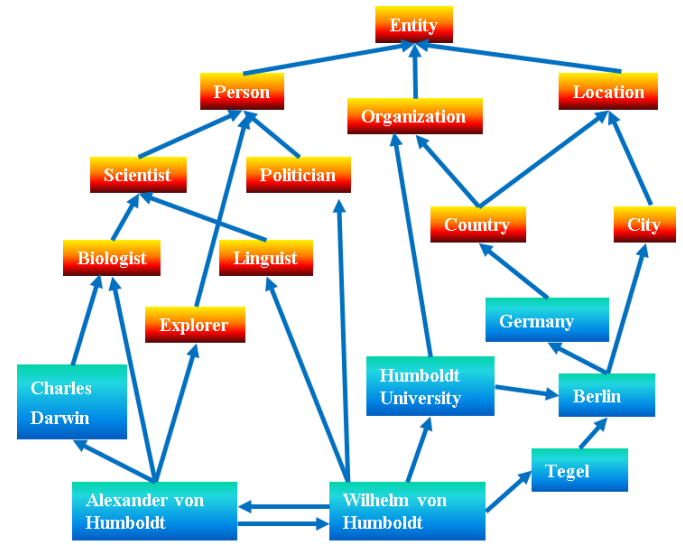 Entity
Person
Location
Organization
Scientist
Politician
Country
City
Biologist
Linguist
Explorer
Germany
Charles
Darwin
Humboldt
University
Berlin
Tegel
Alexander von
Humboldt
Wilhelm von
Humboldt